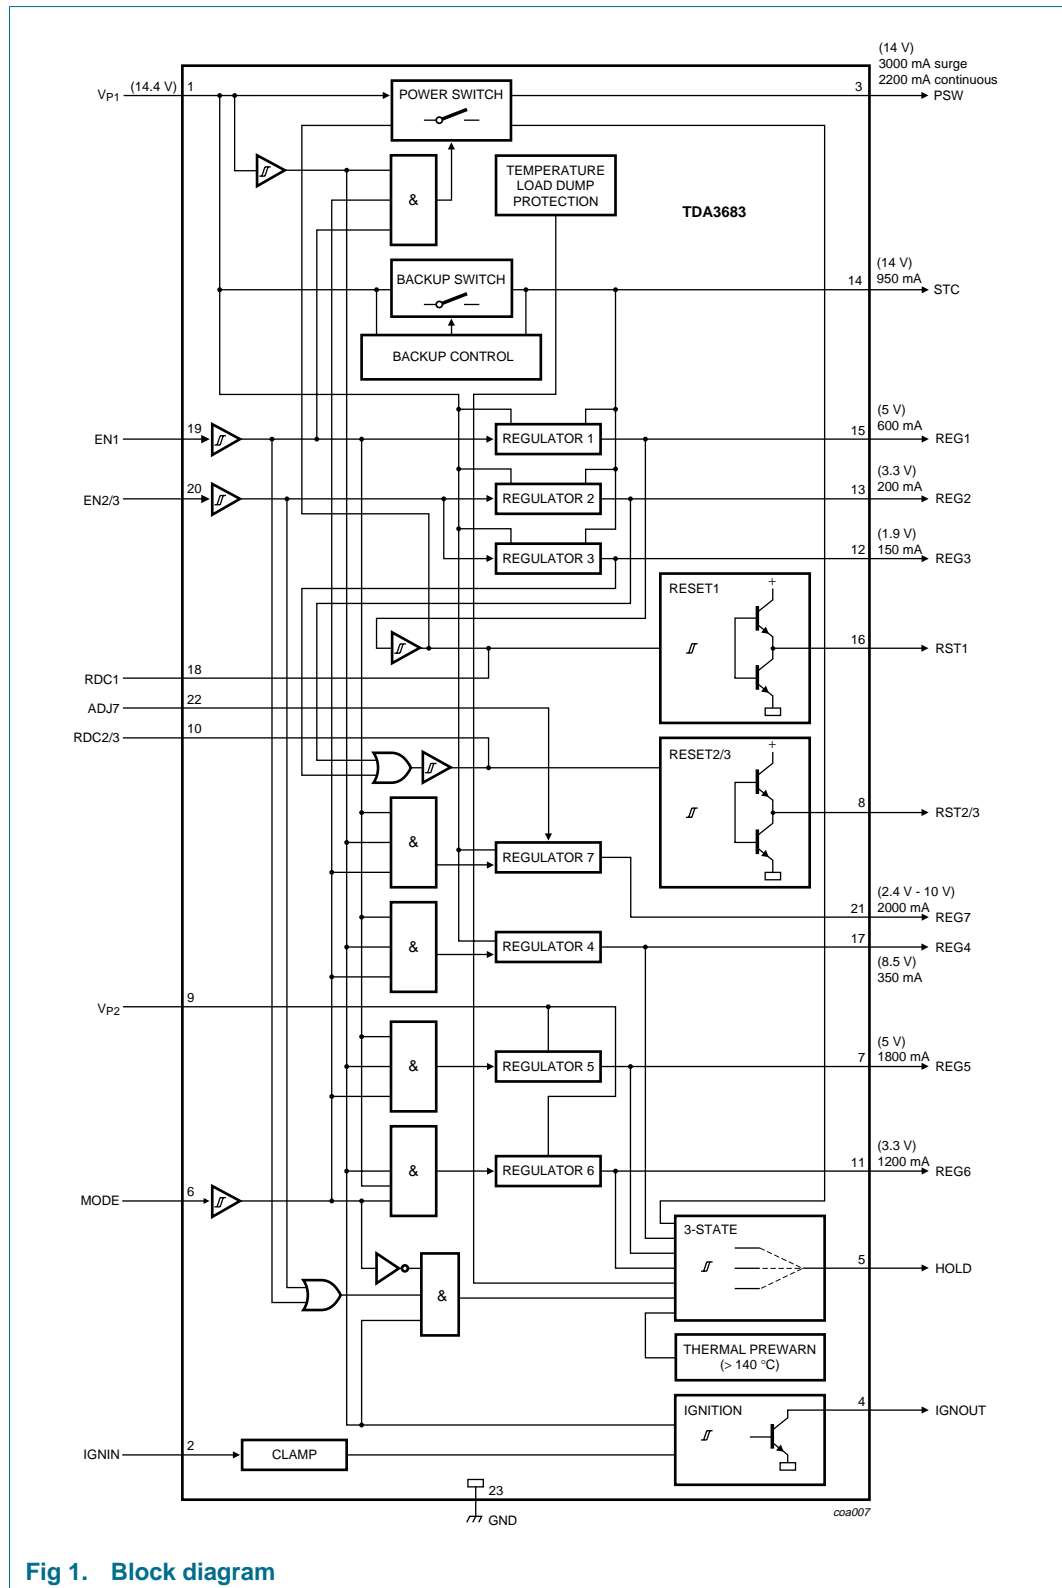 (14 V)
3000 mA surge
2200 mA continuous
VP1 (14.4 V) 1
POWER SWITCH
3
PSW
&
TEMPERATURE
LOAD DUMP
PROTECTION
TDA3683
BACKUP SWITCH
(14 V)
14 950 mA
STC
BACKUP CONTROL
EN1
19
REGULATOR 1
(5 V)
15 600 mA
REG1
EN2/3
20
REGULATOR 2
(3.3 V)
13 200 mA
REG2
REGULATOR 3
(1.9 V)
12 150 mA
REG3
RESET1
+
16
RST1
RDC1
18
ADJ7
22
RDC2/3
10
RESET2/3
+
8
RST2/3
&
REGULATOR 7
(2.4 V - 10 V)
21 2000 mA
REG7
&
REGULATOR 4
17
REG4
(8.5 V)
350 mA
VP2
9
&
REGULATOR 5
(5 V)
7 1800 mA
REG5
&
REGULATOR 6
(3.3 V)
11 1200 mA
REG6
MODE
6
3-STATE
5
HOLD
&
THERMAL PREWARN
(> 140 °C)
IGNITION
4
IGNOUT
IGNIN
2
CLAMP
23
GND
coa007
Fig 1. Block diagram